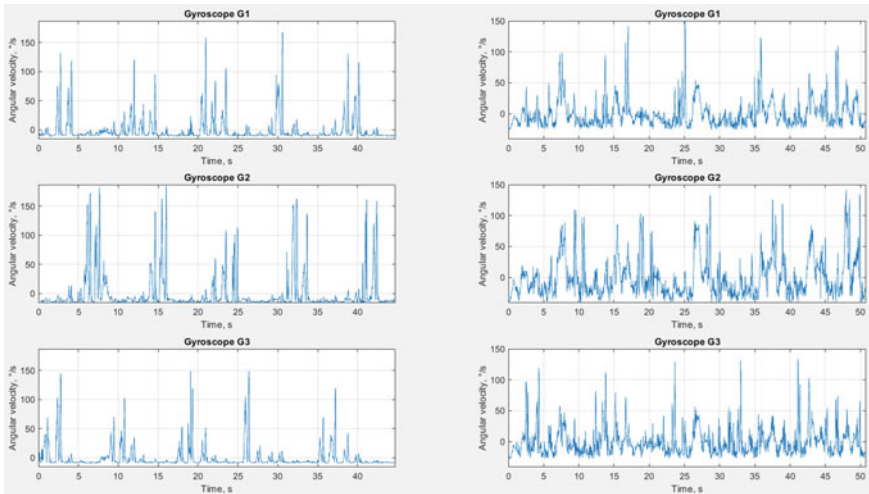 Gyroscope G1
Angular velocity, °/s
150
100
50
0
0 5 10 15 20 25 30 35 40
Time, s
Gyroscope G1
Angular velocity, °/s
150
100
50
0
0 5 10 15 20 25 30 35 40 45 50
Time, s
Gyroscope G2
Angular velocity, °/s
150
100
50
0
0 5 10 15 20 25 30 35 40
Time, s
Gyroscope G2
Angular velocity, °/s
150
100
50
0
0 5 10 15 20 25 30 35 40 45 50
Time, s
Gyroscope G3
Angular velocity, °/s
150
100
50
0
0 5 10 15 20 25 30 35 40
Time, s
Gyroscope G3
Angular velocity, °/s
150
100
50
0
0 5 10 15 20 25 30 35 40 45 50
Time, s